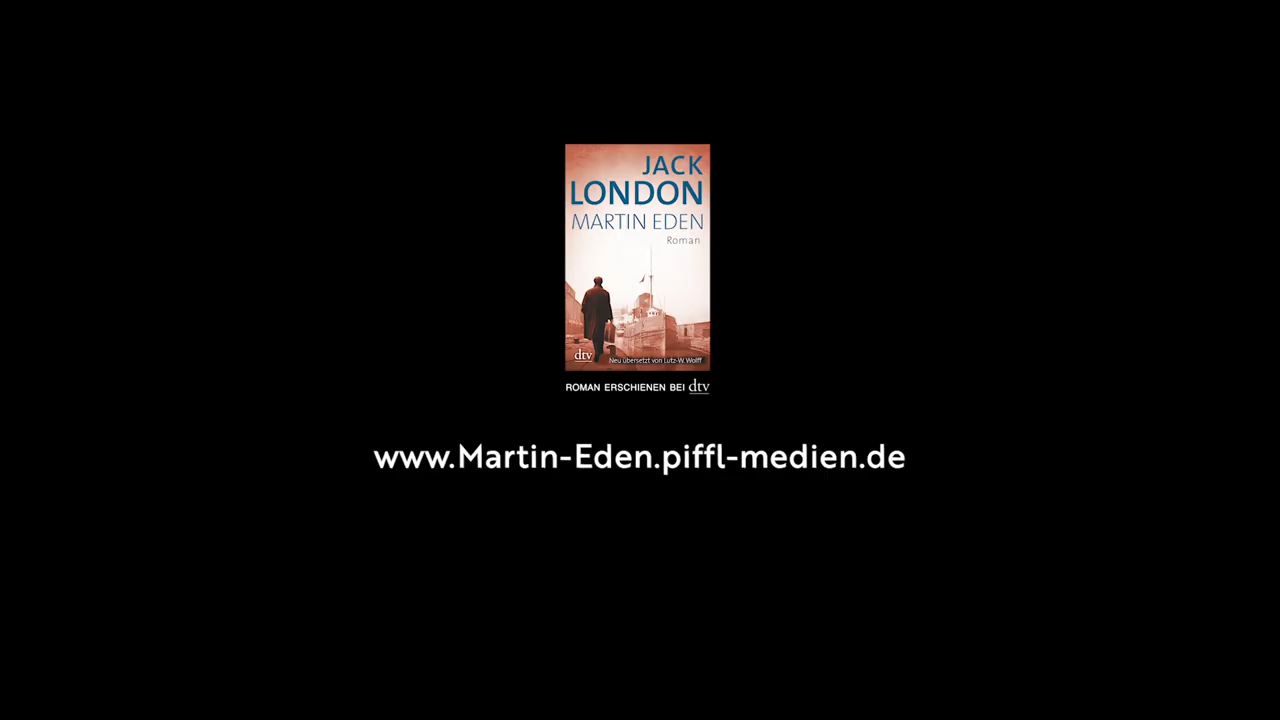 JACK
LONDON
MARTIN EDEN
Roman
dtv
Neu übersetzt von Lutz-W. Wolff
ROMAN ERSCHIENEN BEI dtv
www.Martin-Eden.piffl-medien.de